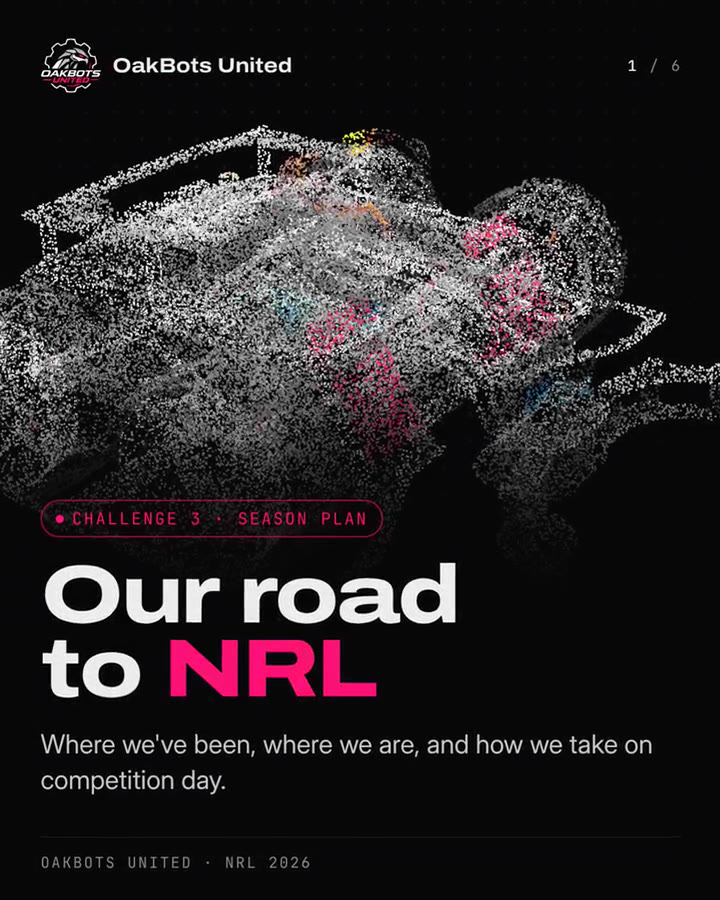 OAKBOTS
UNITED
OakBots United
1 / 6
CHALLENGE 3 · SEASON PLAN
Our road
to NRL
Where we've been, where we are, and how we take on
competition day.
OAKBOTS UNITED · NRL 2026